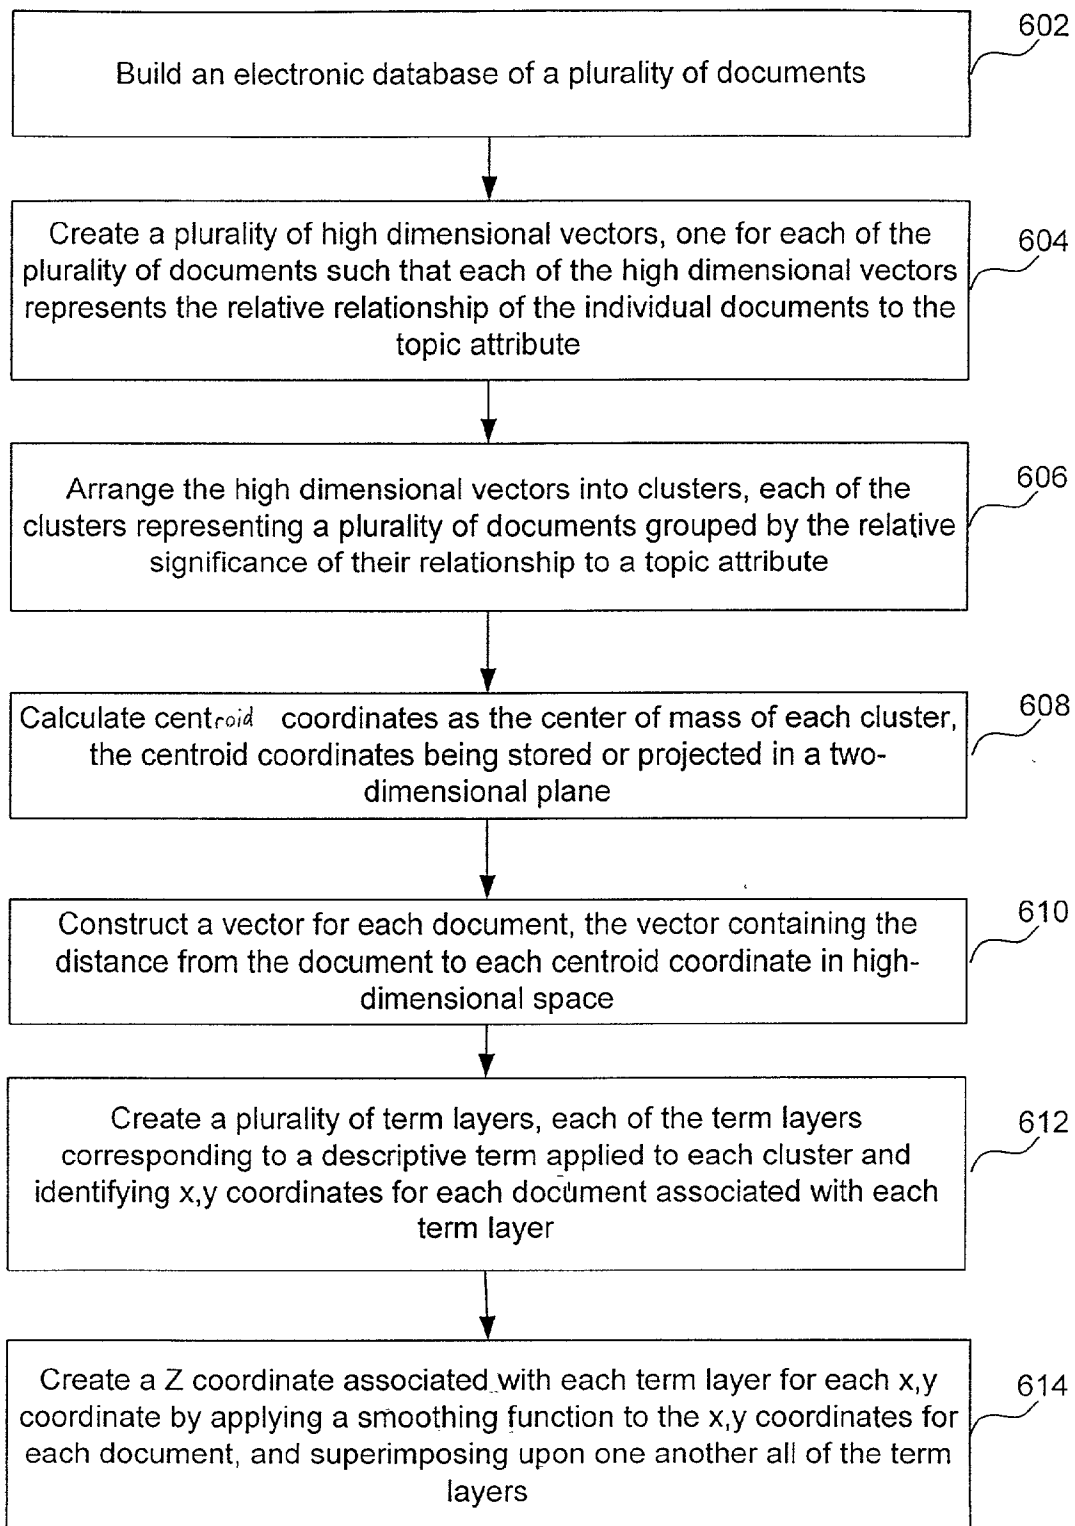 602
Build an electronic database of a plurality of documents
Create a plurality of high dimensional vectors, one for each of the
plurality of documents such that each of the high dimensional vectors
represents the relative relationship of the individual documents to the
topic attribute
604
Arrange the high dimensional vectors into clusters, each of the
clusters representing a plurality of documents grouped by the relative
significance of their relationship to a topic attribute
606
Calculate centroid coordinates as the center of mass of each cluster,
the centroid coordinates being stored or projected in a two-
dimensional plane
608
Construct a vector for each document, the vector containing the
distance from the document to each centroid coordinate in high-
dimensional space
610
Create a plurality of term layers, each of the term layers
corresponding to a descriptive term applied to each cluster and
identifying x,y coordinates for each document associated with each
term layer
612
Create a Z coordinate associated with each term layer for each x,y
coordinate by applying a smoothing function to the x,y coordinates for
each document, and superimposing upon one another all of the term
layers
614